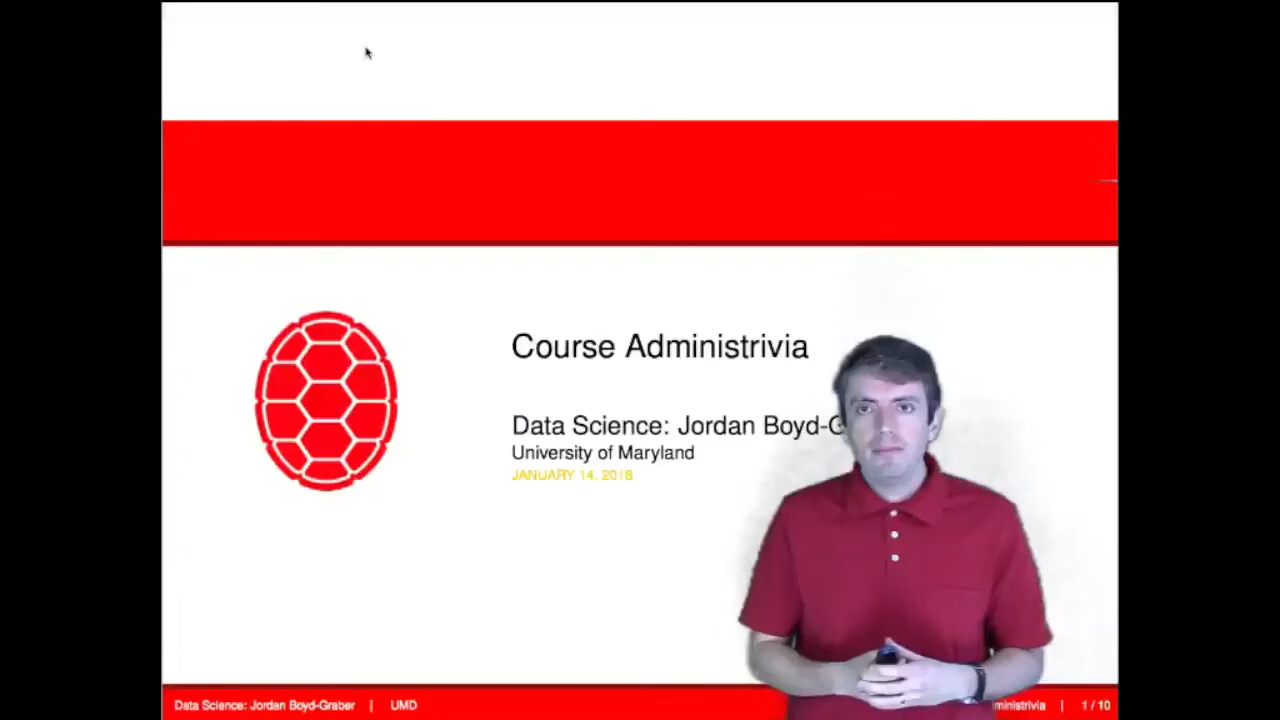 Course Administrivia
Data Science: Jordan Boyd-G
University of Maryland
JANUARY 14, 2018
Data Science: Jordan Boyd-Graber | UMD
ministrivia | 1 / 10